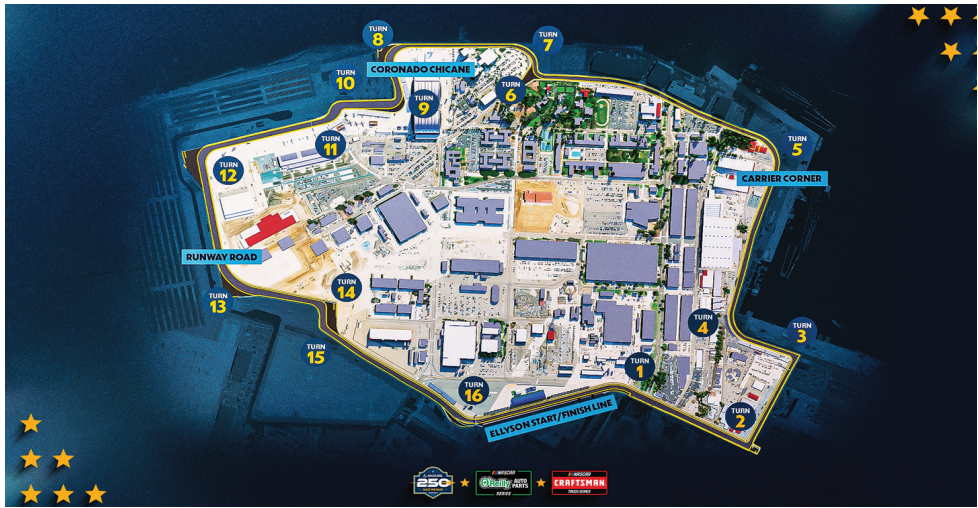 TURN
8
TURN
7
CORONADO CHICANE
TURN
10
TURN
6
TURN
9
TURN
5
TURN
11
TURN
12
CARRIER CORNER
RUNWAY ROAD
TURN
14
TURN
13
TURN
4
TURN
3
TURN
15
TURN
1
TURN
16
TURN
2
ELLYSON START/FINISH LINE
250
NASCAR
O'Reilly AUTO PARTS
SERIES
NASCAR
CRAFTSMAN
TRUCK SERIES